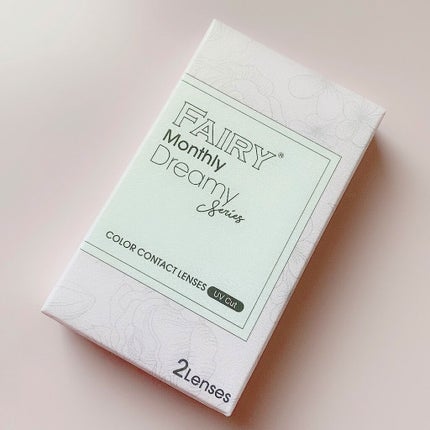 FAIRY®
Monthly
Dreamy
Series
COLOR CONTACT LENSES UV Cut
2Lenses